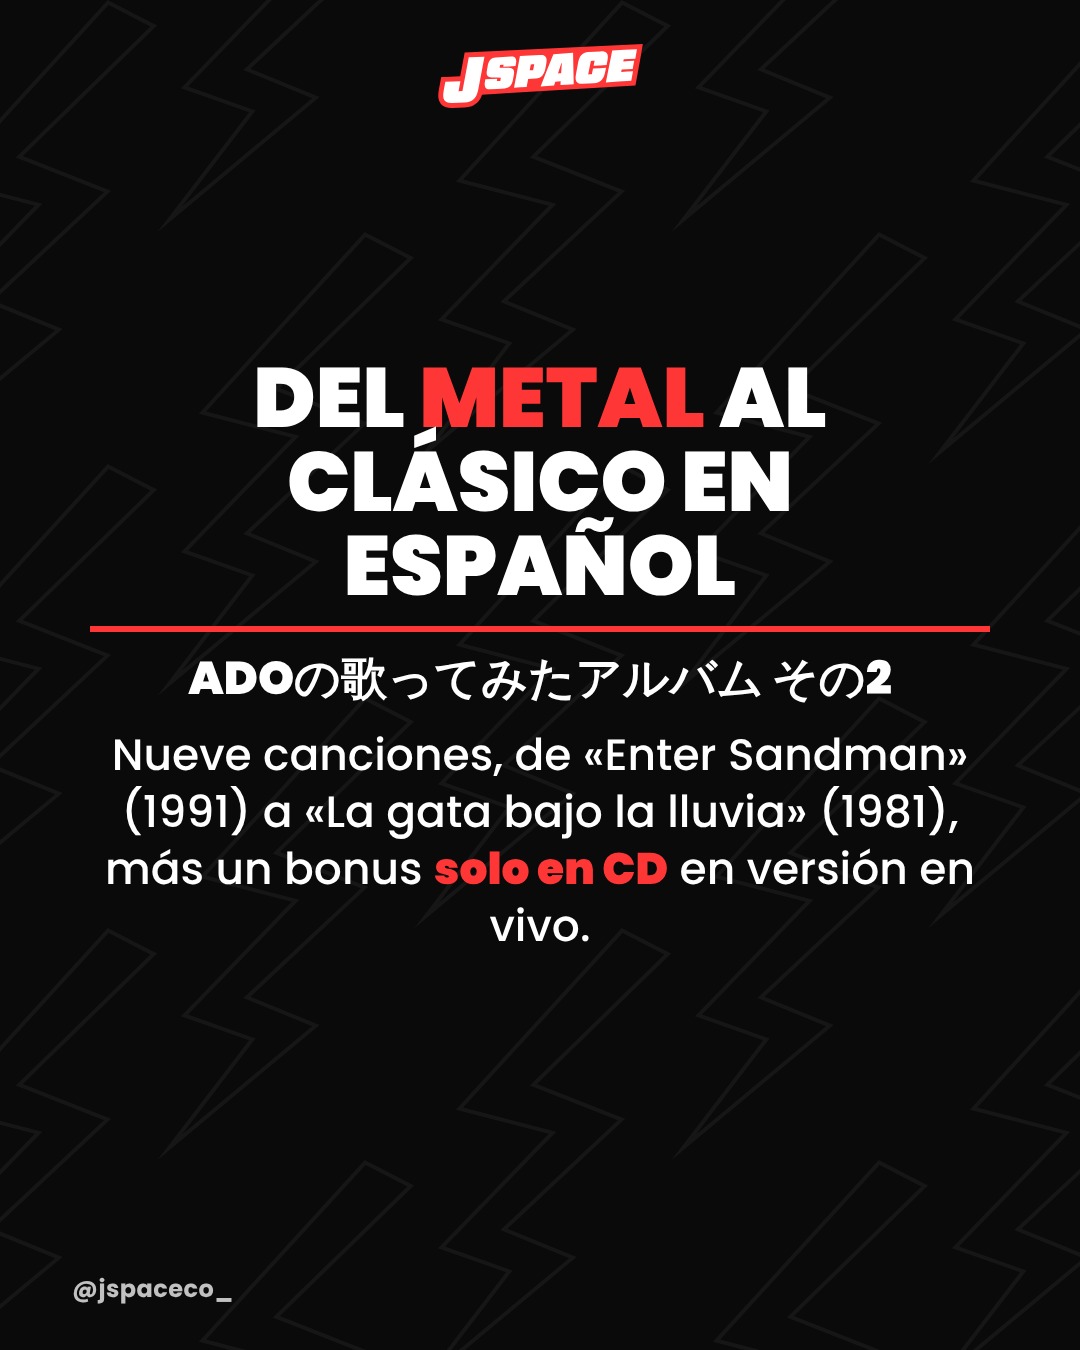 JSPACE
DEL METAL AL
CLÁSICO EN
ESPAÑOL
ADOの歌ってみたアルバム その2
Nueve canciones, de «Enter Sandman»
(1991) a «La gata bajo la lluvia» (1981),
más un bonus solo en CD en versión en
vivo.
@jspaceco_